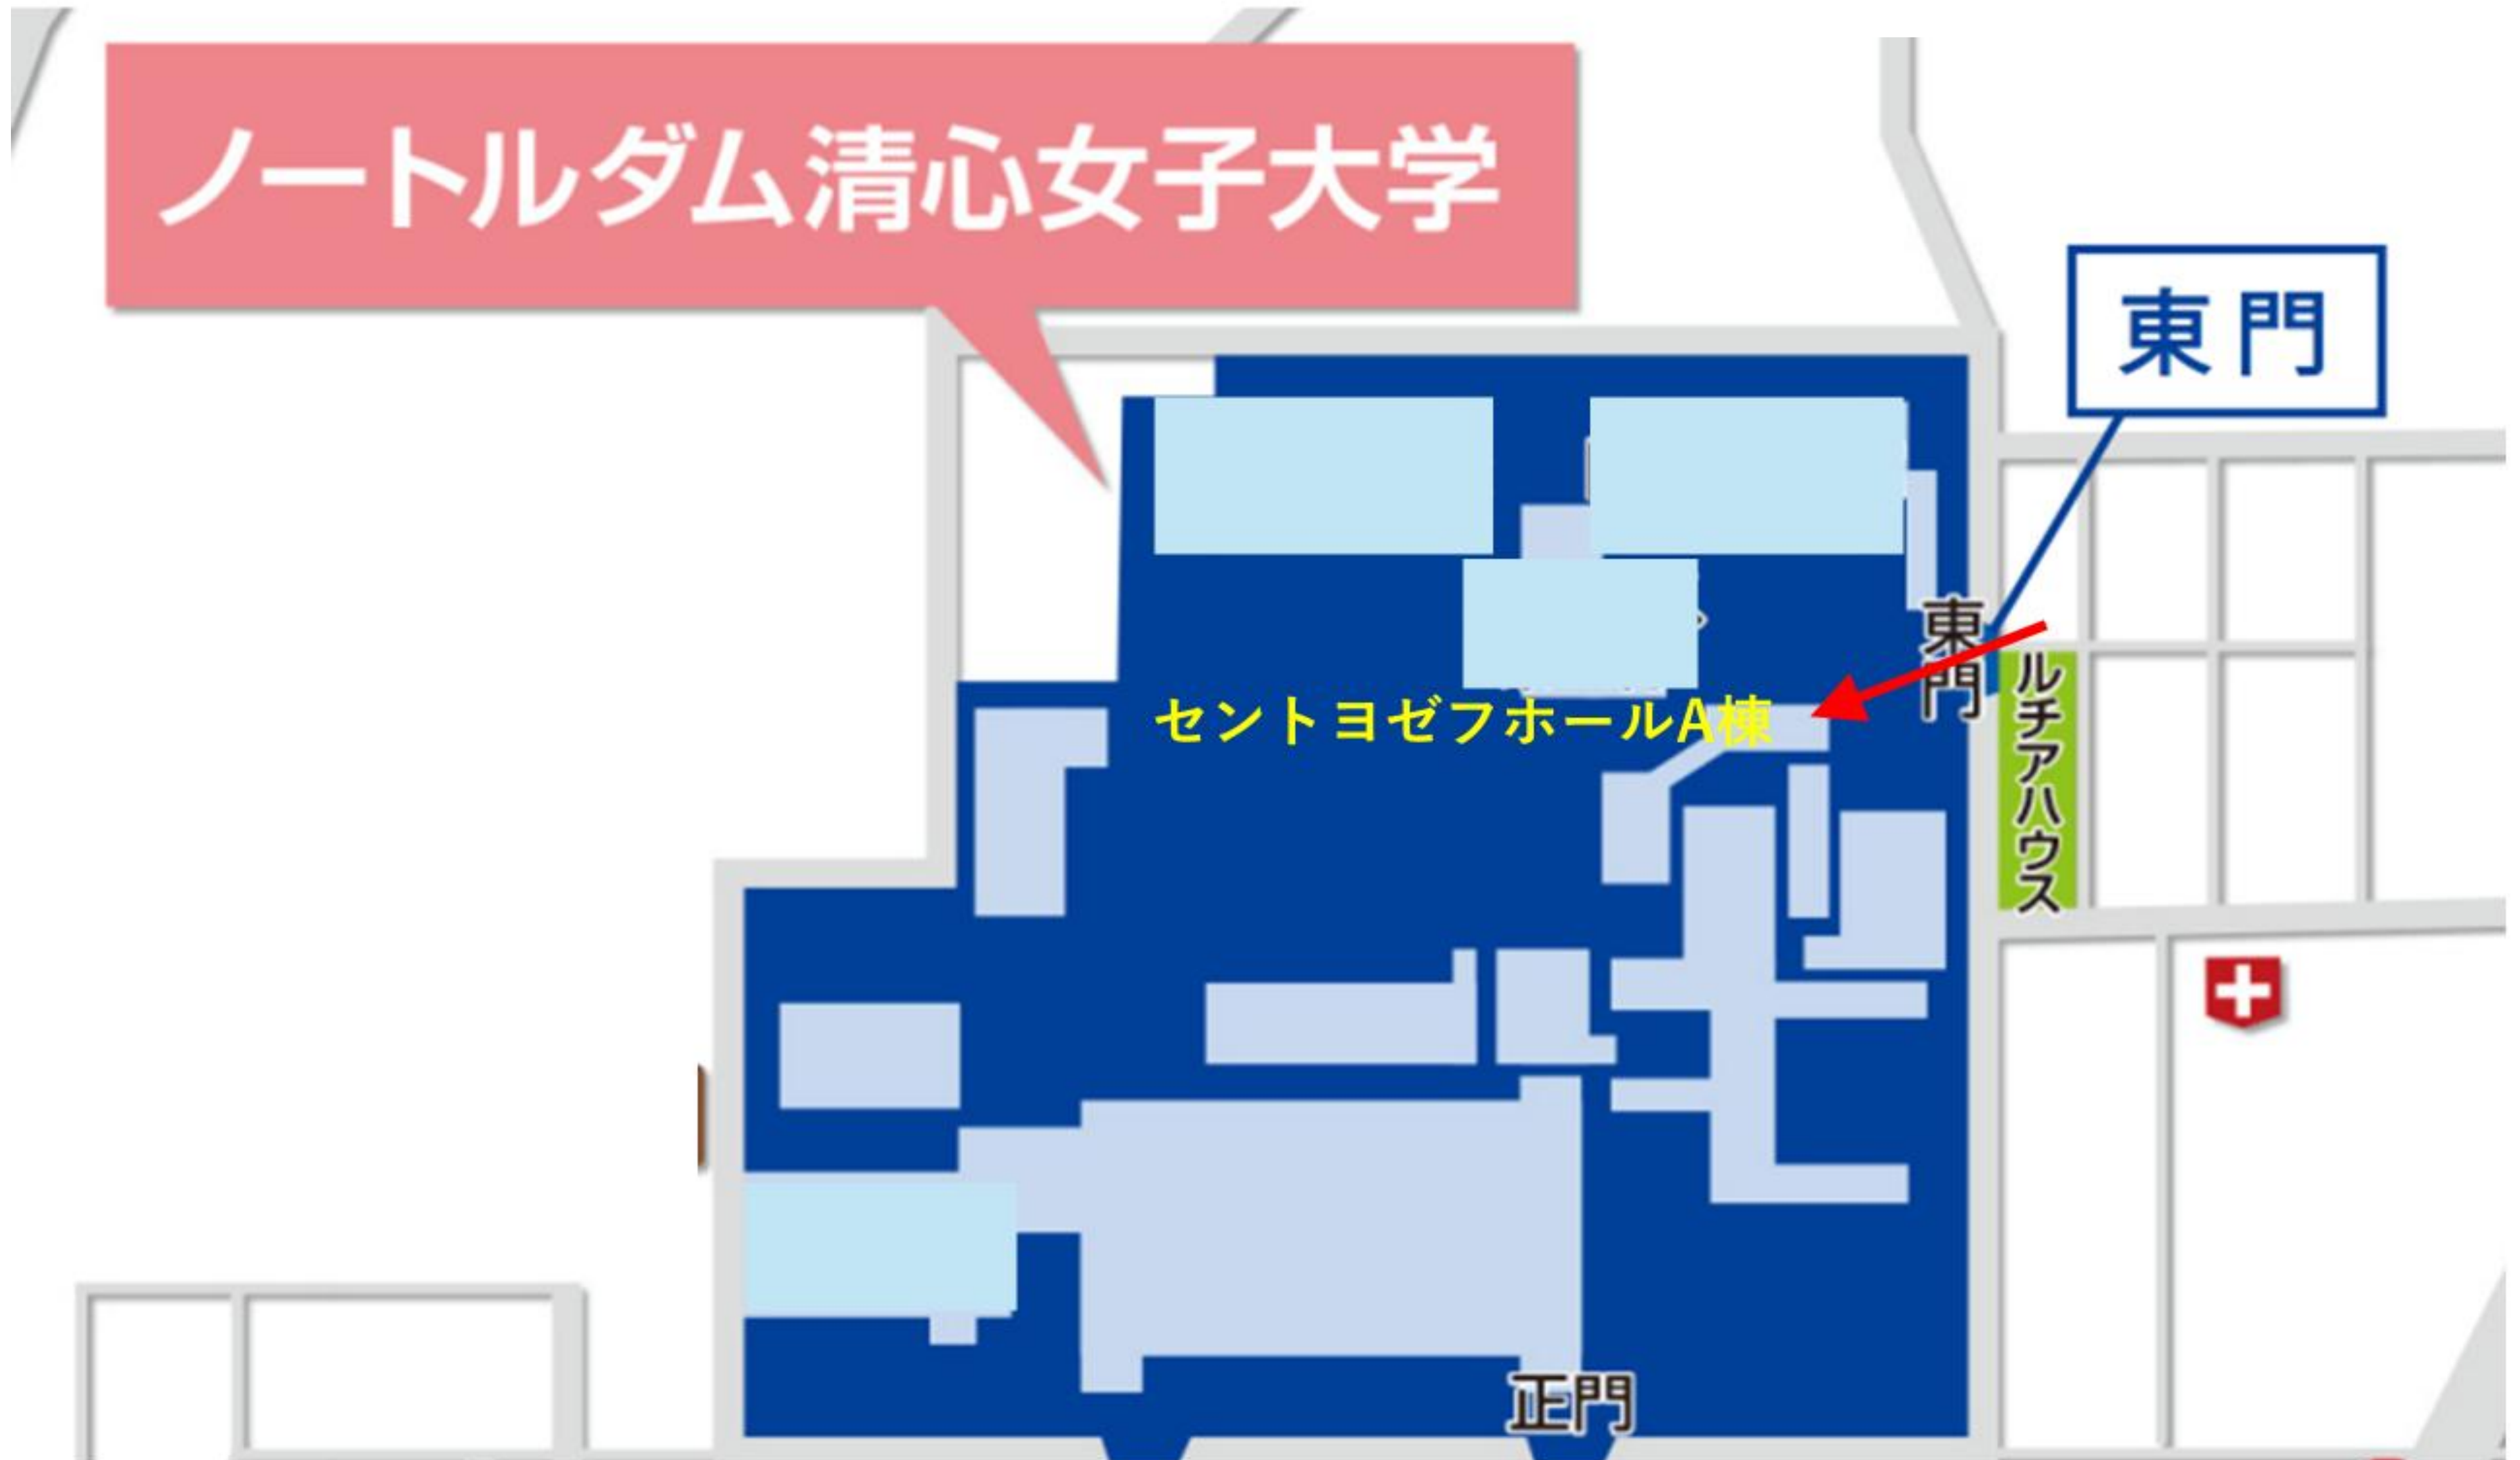 ノートルダム清心女子大学
東門
東門
ルチアハウス
セントヨゼフホールA棟
正門